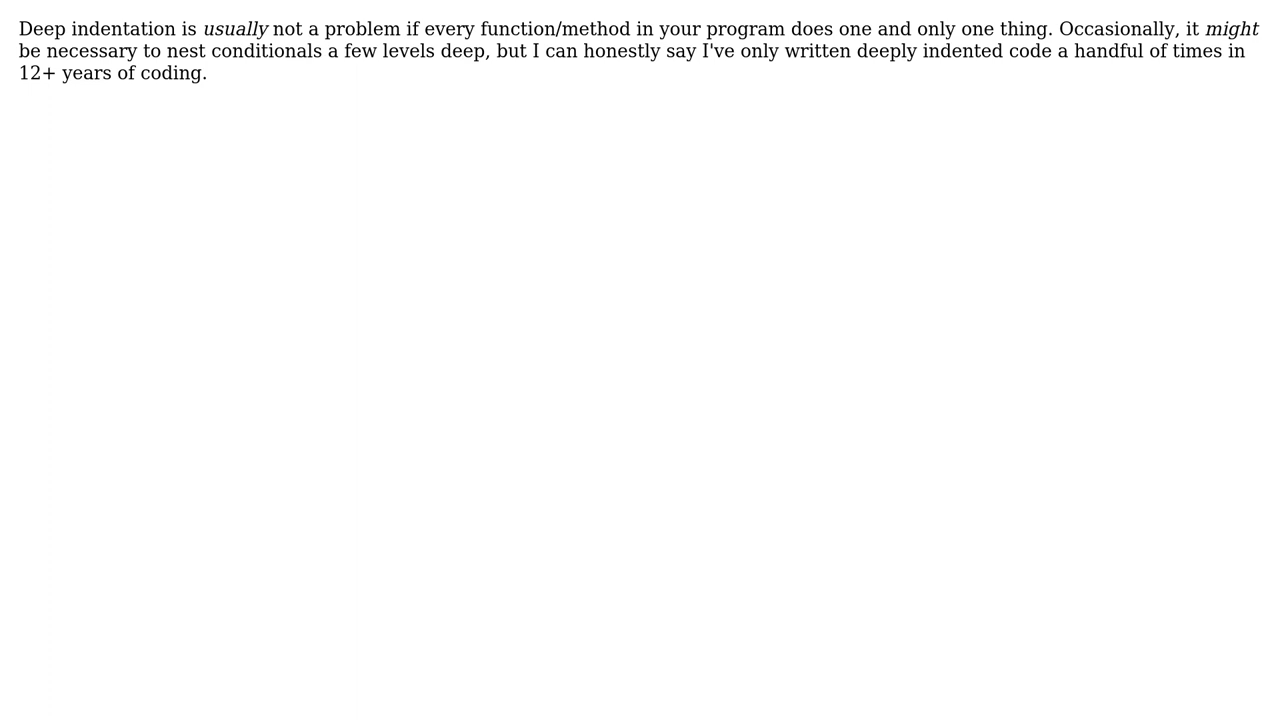 Deep indentation is usually not a problem if every function/method in your program does one and only one thing. Occasionally, it might
be necessary to nest conditionals a few levels deep, but I can honestly say I've only written deeply indented code a handful of times in
12+ years of coding.